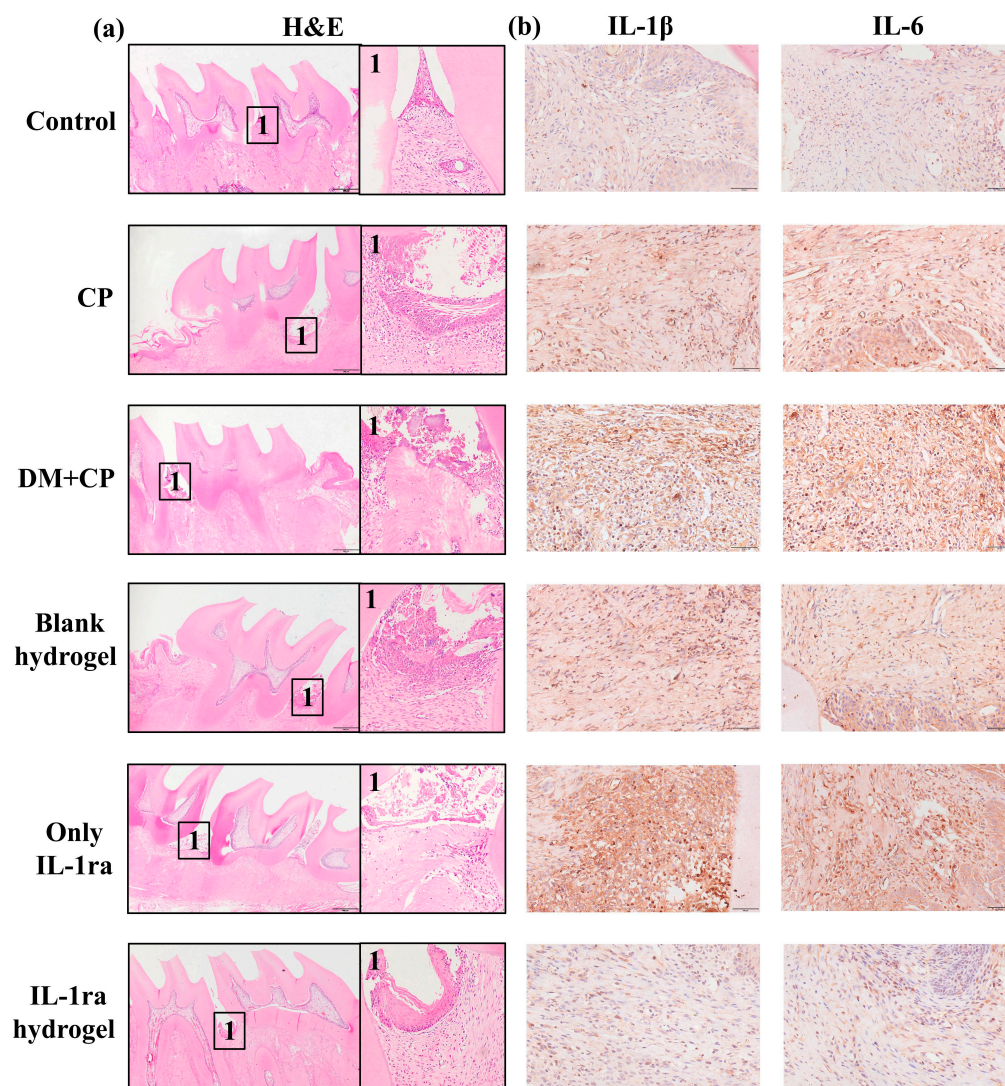 (a) H&E (b) IL-1β IL-6
Control 1 1
CP 1 1
DM+CP 1 1
Blank
hydrogel 1 1
Only
IL-1ra 1 1
IL-1ra
hydrogel 1 1